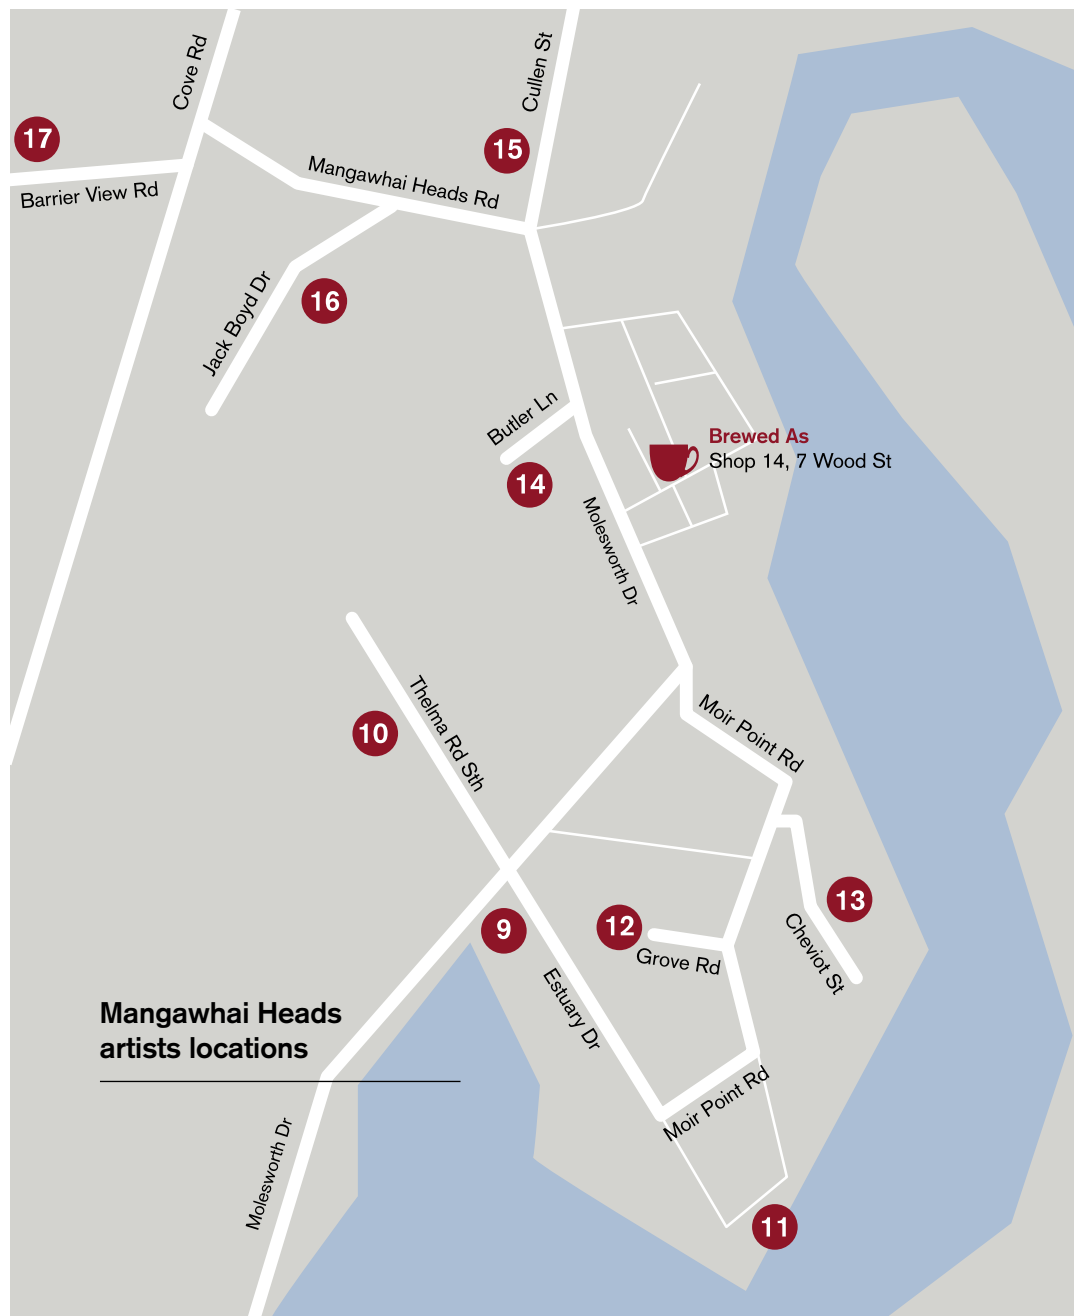 Cove Rd
Cullen St
17
15
Mangawhai Heads Rd
Barrier View Rd
Jack Boyd Dr
16
Butler Ln
Brewed As
Shop 14, 7 Wood St
14
Molesworth Dr
Thelma Rd Sth
10
Moir Point Rd
13
12
9
Grove Rd
Cheviot St
Estuary Dr
Mangawhai Heads
artists locations
Moir Point Rd
Molesworth Dr
11